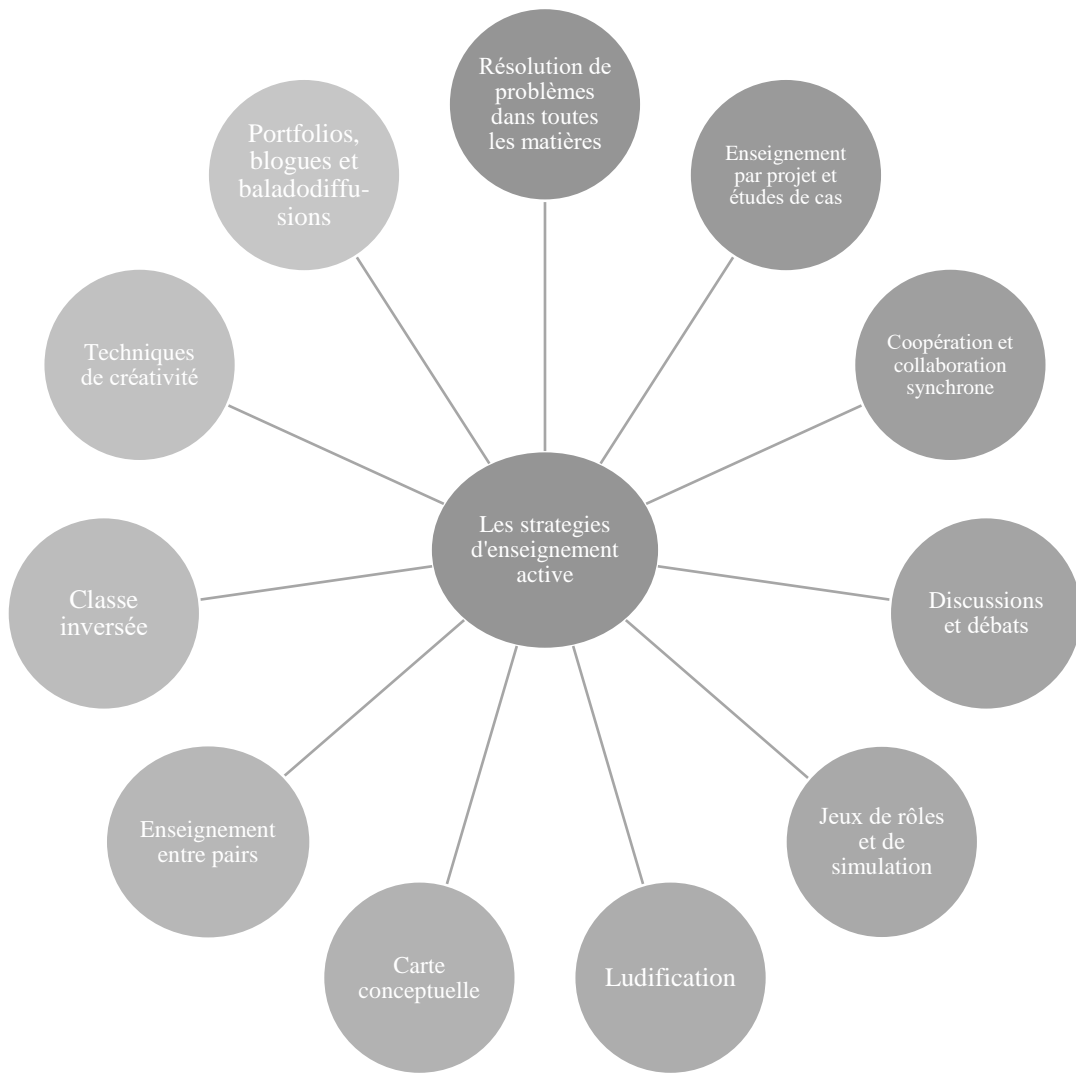 Résolution de
problèmes
dans toutes
les matières
Enseignement
par projet et
études de cas
Coopération et
collaboration
synchrone
Discussions
et débats
Jeux de rôles
et de
simulation
Ludification
Carte
conceptuelle
Enseignement
entre pairs
Classe
inversée
Techniques
de créativité
Portfolios,
blogues et
baladodiffu-
sions
Les strategies
d'enseignement
active